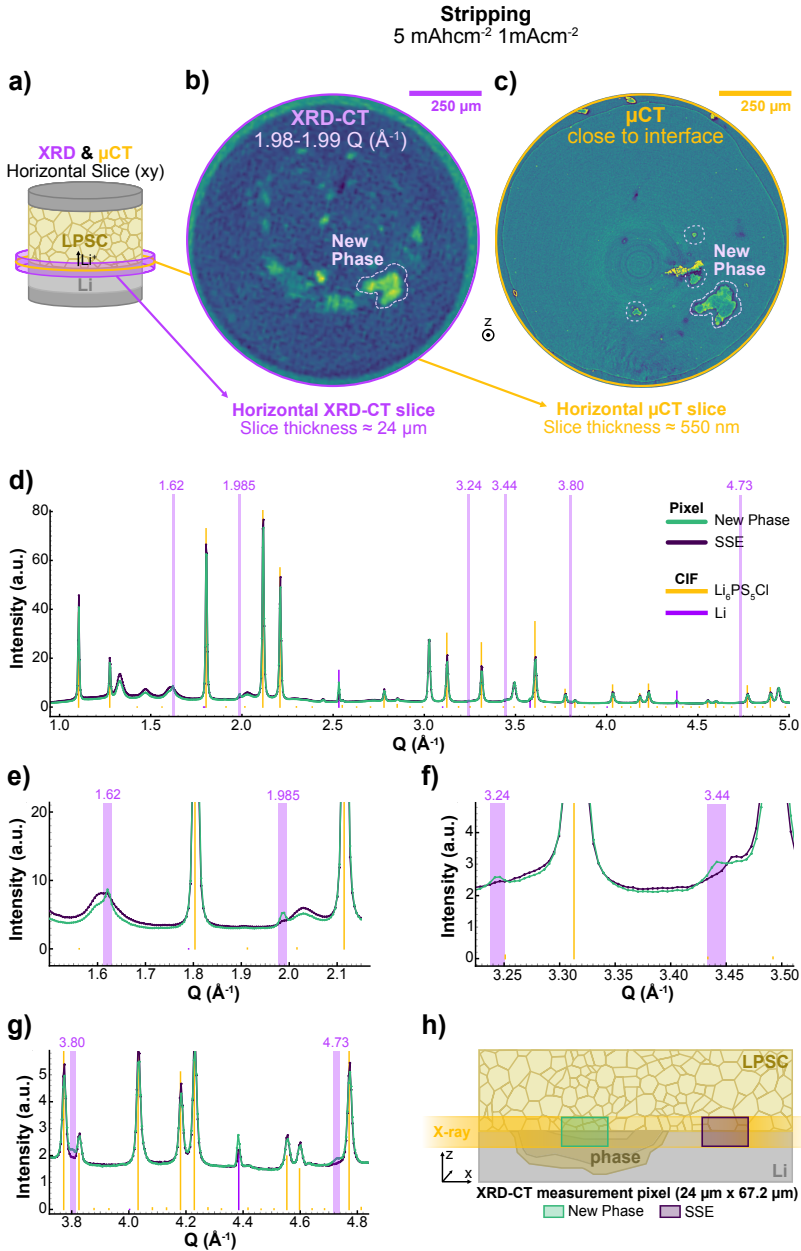 Stripping
5 mAhcm⁻² 1mAcm⁻²
a)
XRD & µCT
Horizontal Slice (xy)
LPSC
Li⁺
Li
b)
250 µm
XRD-CT
1.98-1.99 Q (Å⁻¹)
New
Phase
Horizontal XRD-CT slice
Slice thickness ≈ 24 µm
z
c)
250 µm
µCT
close to interface
New
Phase
Horizontal µCT slice
Slice thickness ≈ 550 nm
d)
1.62
1.985
3.24
3.44
3.80
4.73
Intensity (a.u.)
80
60
40
20
0
Pixel
New Phase
SSE
CIF
Li₆PS₅Cl
Li
1.0 1.5 2.0 2.5 3.0 3.5 4.0 4.5 5.0
Q (Å⁻¹)
e)
1.62
1.985
Intensity (a.u.)
20
10
0
1.6 1.7 1.8 1.9 2.0 2.1
Q (Å⁻¹)
f)
3.24
3.44
Intensity (a.u.)
5
4
3
2
1
0
3.25 3.30 3.35 3.40 3.45 3.50
Q (Å⁻¹)
g)
3.80
4.73
Intensity (a.u.)
5
4
3
2
1
0
3.8 4.0 4.2 4.4 4.6 4.8
Q (Å⁻¹)
h)
LPSC
X-ray
phase
Li
z
x
XRD-CT measurement pixel (24 µm x 67.2 µm)
New Phase
SSE